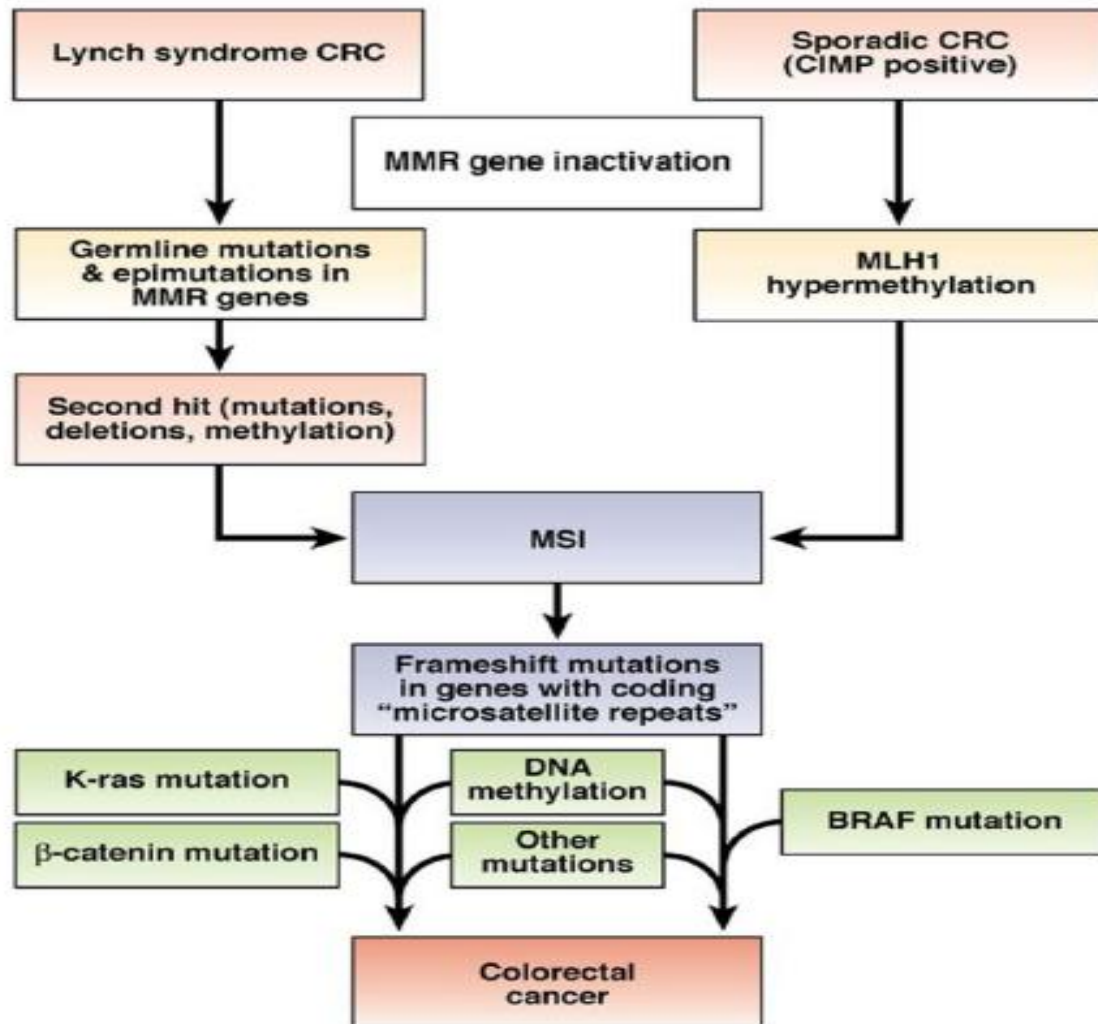 Lynch syndrome CRC
Sporadic CRC
(CIMP positive)
MMR gene inactivation
Germline mutations
& epimutations in
MMR genes
MLH1
hypermethylation
Second hit (mutations,
deletions, methylation)
MSI
Frameshift mutations
in genes with coding
“microsatellite repeats”
K-ras mutation
DNA
methylation
BRAF mutation
β-catenin mutation
Other
mutations
Colorectal
cancer